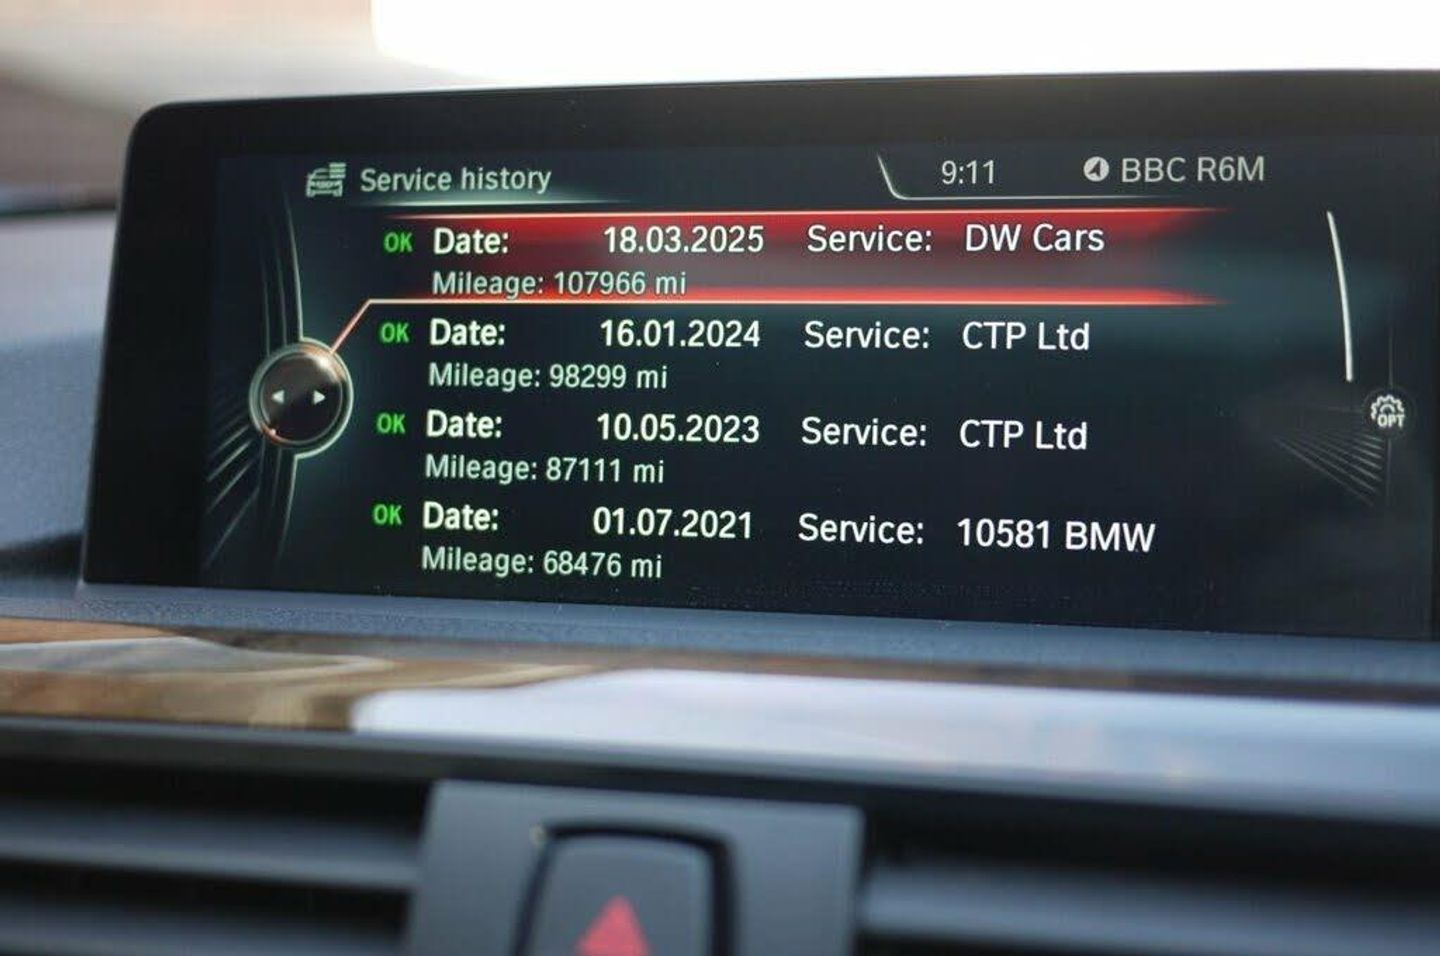 Service history 9:11 BBC R6M
OK Date: 18.03.2025 Service: DW Cars
Mileage: 107966 mi
OK Date: 16.01.2024 Service: CTP Ltd
Mileage: 98299 mi
OK Date: 10.05.2023 Service: CTP Ltd
Mileage: 87111 mi
OPT
OK Date: 01.07.2021 Service: 10581 BMW
Mileage: 68476 mi